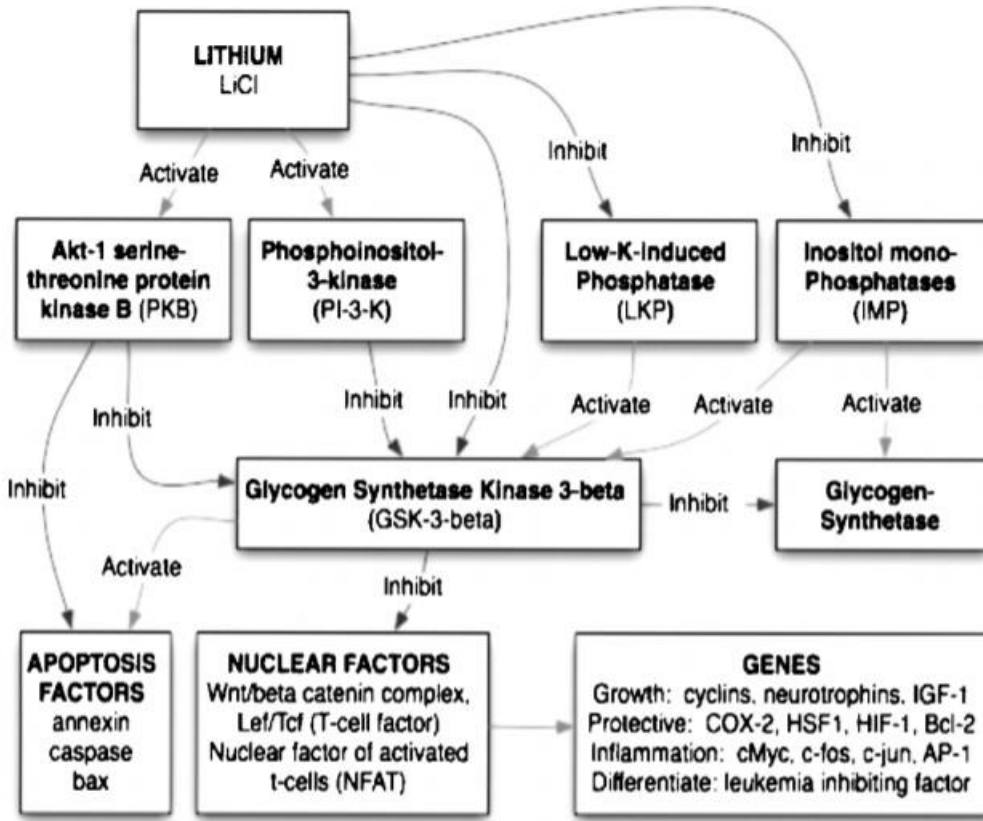 LITHIUM
LiCl
Activate
Activate
Inhibit
Inhibit
Akt-1 serine-
threonine protein
kinase B (PKB)
Phosphoinositol-
3-kinase
(PI-3-K)
Low-K-induced
Phosphatase
(LKP)
Inositol mono-
Phosphatases
(IMP)
Inhibit
Inhibit
Inhibit
Inhibit
Activate
Activate
Activate
Glycogen Synthetase Kinase 3-beta
(GSK-3-beta)
Inhibit
Glycogen-
Synthetase
Activate
Inhibit
APOPTOSIS
FACTORS
annexin
caspase
bax
NUCLEAR FACTORS
Wnt/beta catenin complex,
Lef/Tcf (T-cell factor)
Nuclear factor of activated
t-cells (NFAT)
GENES
Growth: cyclins, neurotrophins, IGF-1
Protective: COX-2, HSF1, HIF-1, Bcl-2
Inflammation: cMyc, c-fos, c-jun, AP-1
Differentiate: leukemia inhibiting factor